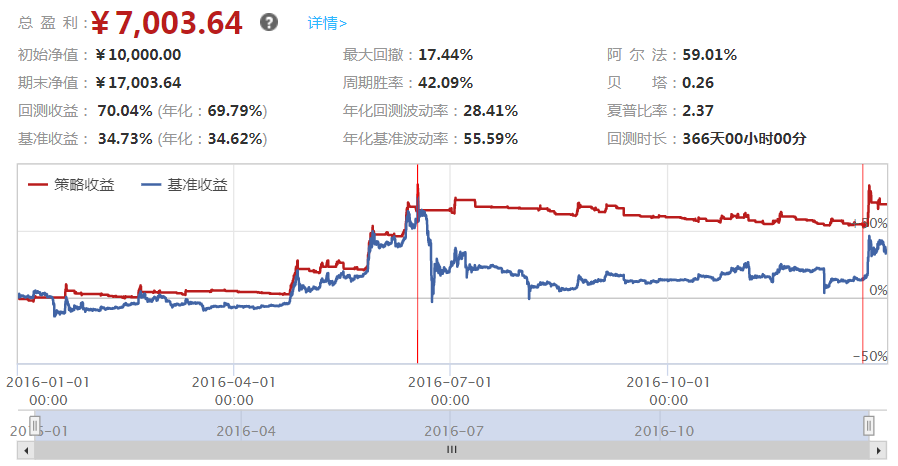 总 盈 利：¥7,003.64 ? 详情>
初始净值：¥10,000.00 最大回撤：17.44% 阿 尔 法：59.01%
期末净值：¥17,003.64 周期胜率：42.09% 贝 塔：0.26
回测收益：70.04% (年化：69.79%) 年化回测波动率：28.41% 夏普比率：2.37
基准收益：34.73% (年化：34.62%) 年化基准波动率：55.59% 回测时长：366天00小时00分
策略收益 基准收益
50%
0%
-50%
2016-01-01 2016-04-01 2016-07-01 2016-10-01
00:00 00:00 00:00 00:00
2016-01 2016-04 2016-07 2016-10